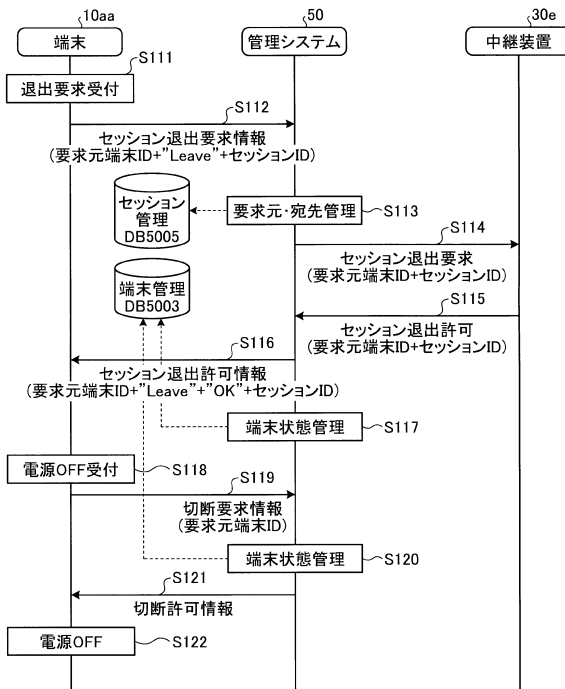 10aa
50
30e
端末
管理システム
中継装置
S111
退出要求受付
S112
セッション退出要求情報
(要求元端末ID+"Leave"+セッションID)
セッション
管理
DB5005
要求元・宛先管理
S113
S114
セッション退出要求
(要求元端末ID+セッションID)
端末管理
DB5003
S115
セッション退出許可
(要求元端末ID+セッションID)
S116
セッション退出許可情報
(要求元端末ID+"Leave"+"OK"+セッションID)
端末状態管理
S117
電源OFF受付
S118
S119
切断要求情報
(要求元端末ID)
端末状態管理
S120
S121
切断許可情報
電源OFF
S122